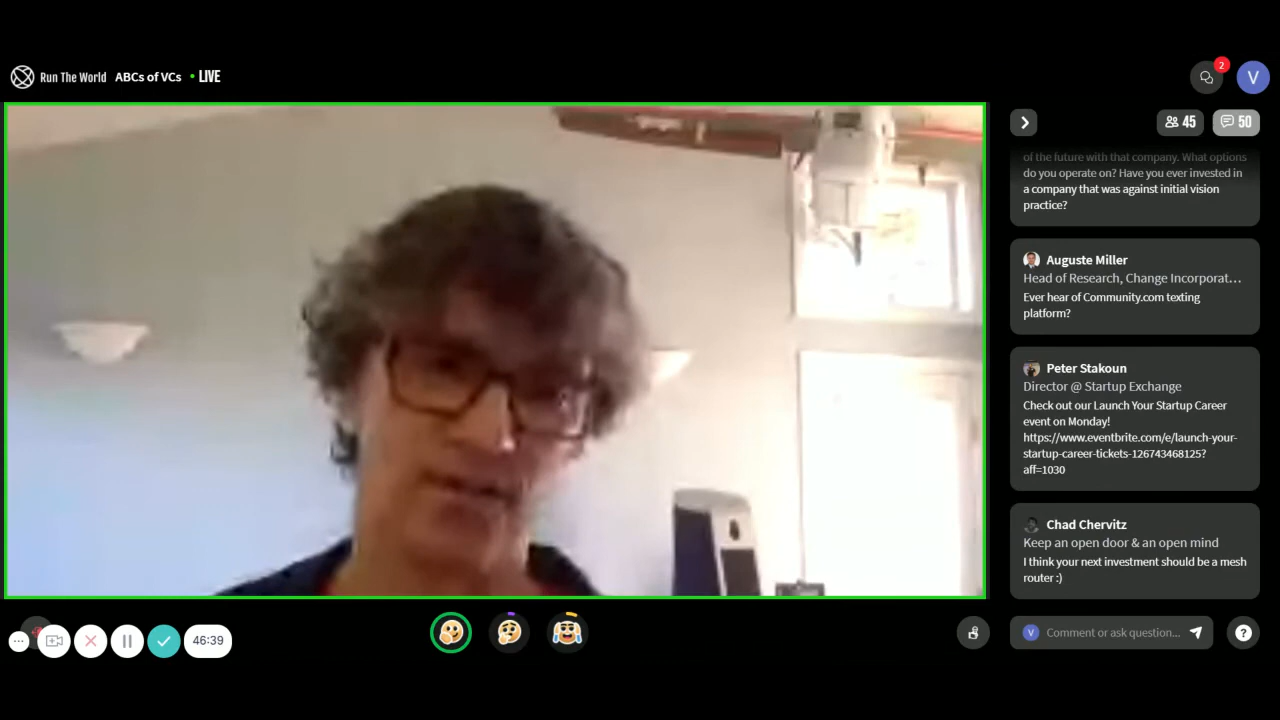 Run The World ABCs of VCs • LIVE
2
V
45
50
of the future with that company. What options
do you operate on? Have you ever invested in
a company that was against initial vision
practice?
Auguste Miller
Head of Research, Change Incorporat...
Ever hear of Community.com texting
platform?
Peter Stakoun
Director @ Startup Exchange
Check out our Launch Your Startup Career
event on Monday!
https://www.eventbrite.com/e/launch-your-
startup-career-tickets-126743468125?
aff=1030
Chad Chervitz
Keep an open door & an open mind
I think your next investment should be a mesh
router :)
46:39
V Comment or ask question...
?